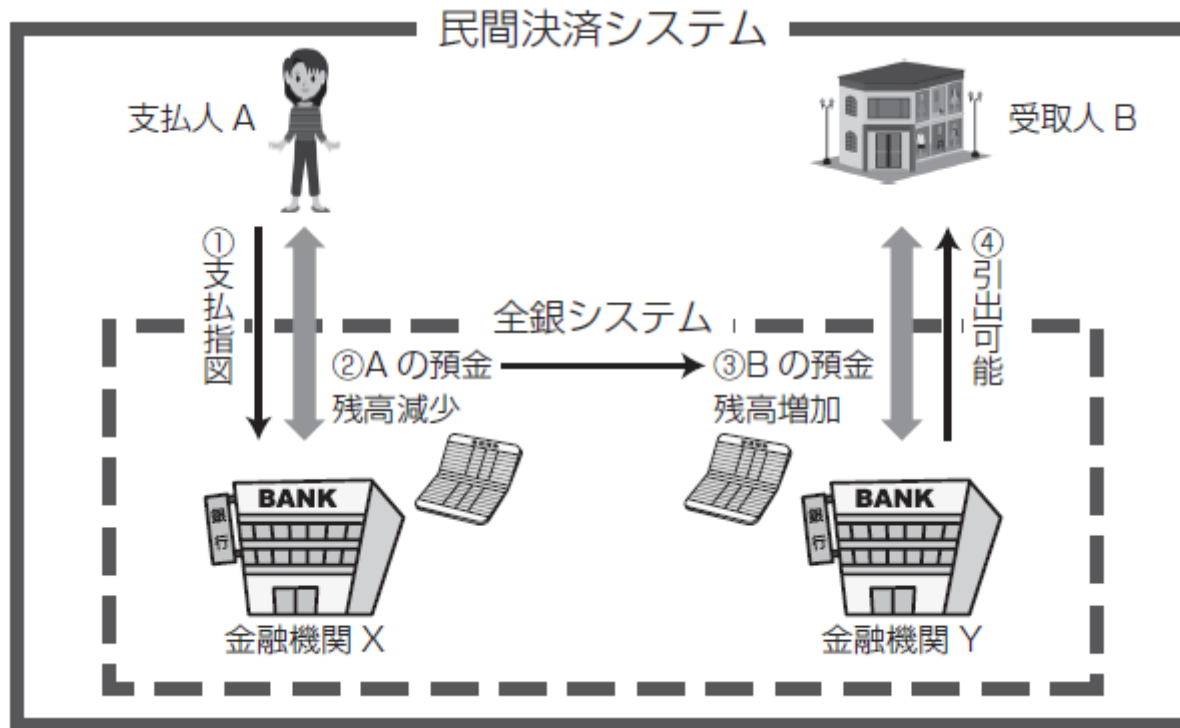 民間決済システム
支払人 A
受取人 B
①支払指図
④引出可能
全銀システム
②A の預金
残高減少
③B の預金
残高増加
BANK
銀行
BANK
BANK
BANK
銀行
金融機関 X
金融機関 Y